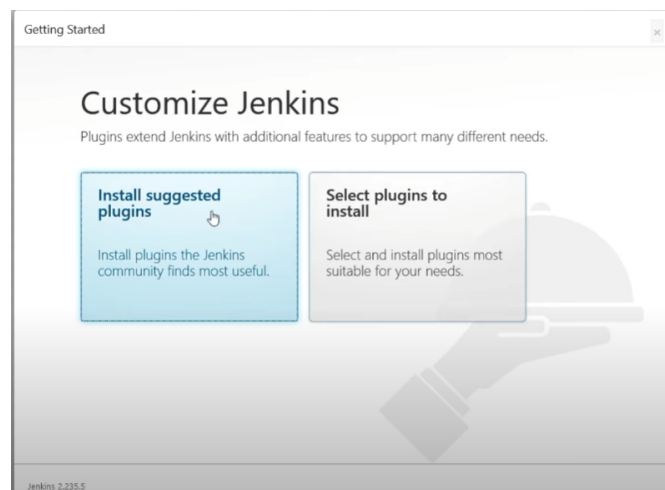 Getting Started
Customize Jenkins
Plugins extend Jenkins with additional features to support many different needs.
Install suggested
plugins
Install plugins the Jenkins
community finds most useful.
Select plugins to
install
Select and install plugins most
suitable for your needs.
Jenkins 2.235.5